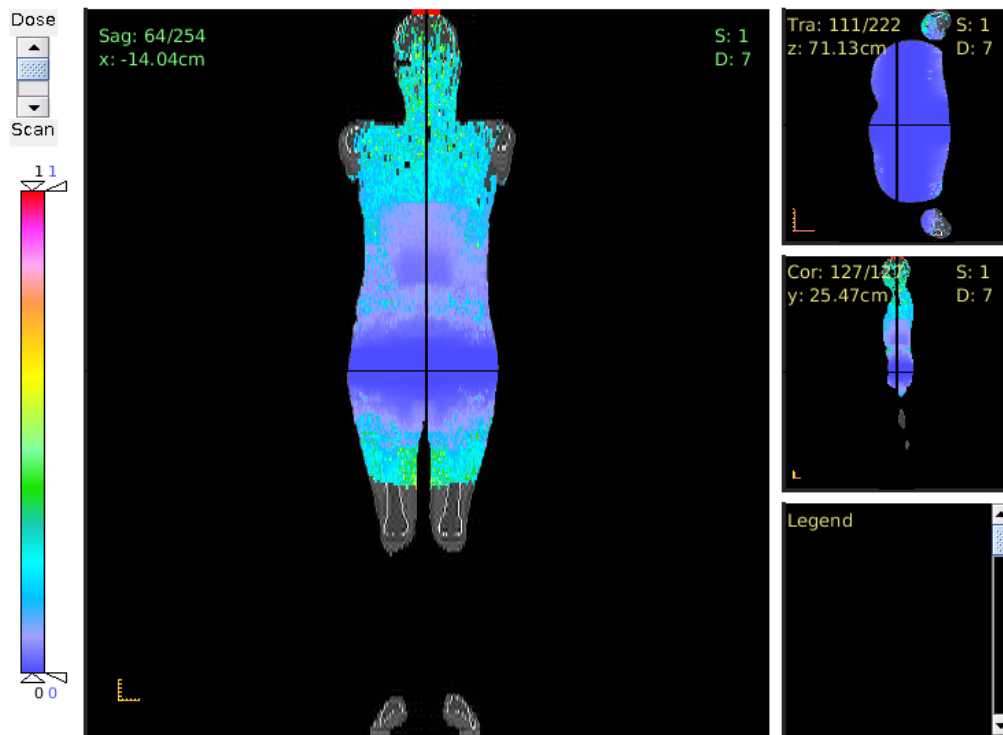 Dose
Scan
1 1
0 0
Sag: 64/254
x: -14.04cm
S: 1
D: 7
Tra: 111/222
z: 71.13cm
S: 1
D: 7
Cor: 127/127
y: 25.47cm
S: 1
D: 7
Legend